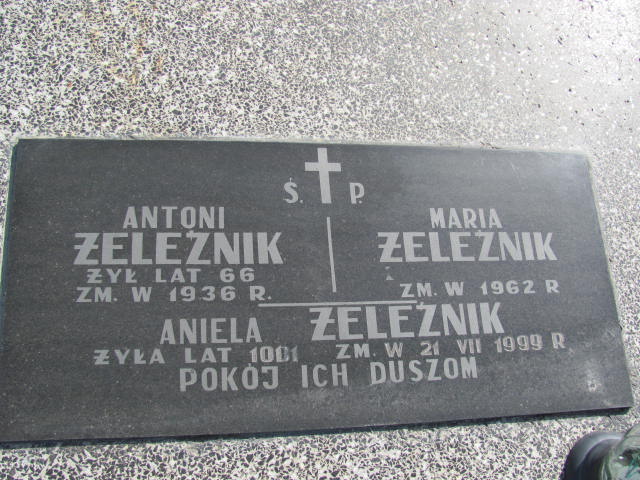 Ś. P.
ANTONI
ŻELEŹNIK
ŻYŁ LAT 66
ZM. W 1936 R.
MARIA
ŻELEŹNIK
ZM. W 1962 R
ANIELA ŻELEŹNIK
ŻYŁA LAT ZM. W 21 VII 1999 R
POKÓJ ICH DUSZOM